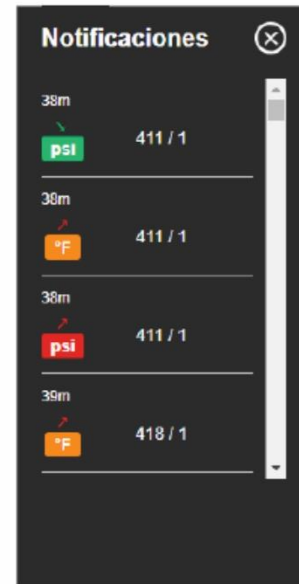 Notificaciones
38m
psi 411 / 1
38m
°F 411 / 1
38m
psi 411 / 1
39m
°F 418 / 1